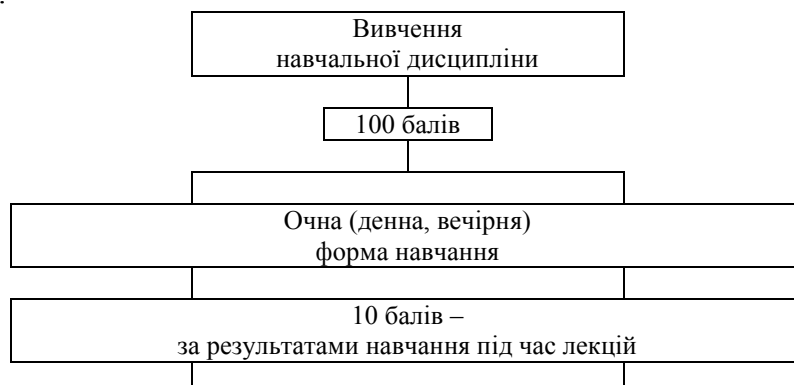 Вивчення
навчальної дисципліни
100 балів
Очна (денна, вечірня)
форма навчання
10 балів –
за результатами навчання під час лекцій